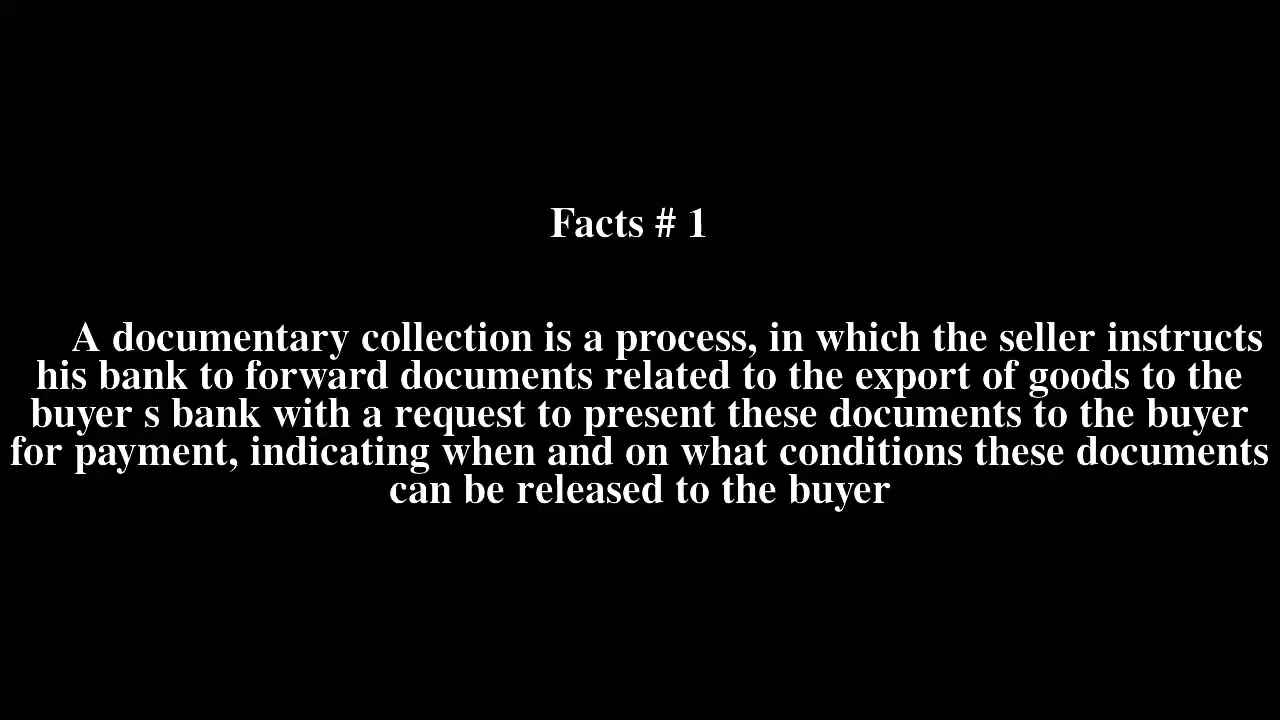 Facts # 1
A documentary collection is a process, in which the seller instructs
his bank to forward documents related to the export of goods to the
buyer s bank with a request to present these documents to the buyer
for payment, indicating when and on what conditions these documents
can be released to the buyer